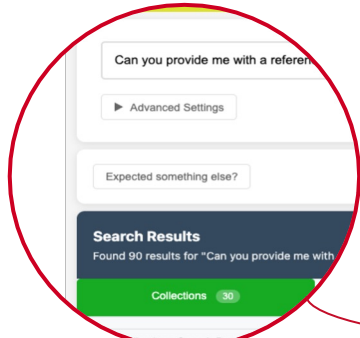 Can you provide me with a
Advanced Settings
Expected something else?
Search Results
Found 90 results for "Can you provide me with
Collections 30